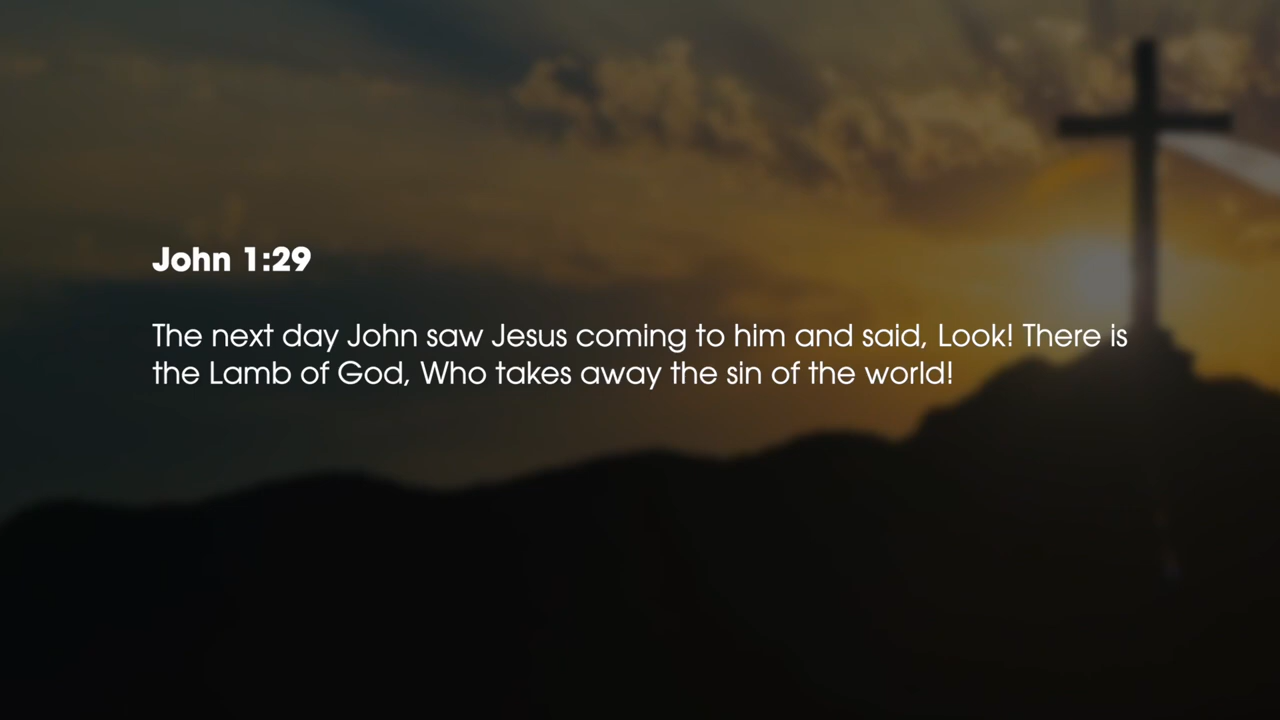 John 1:29
The next day John saw Jesus coming to him and said, Look! There is
the Lamb of God, Who takes away the sin of the world!